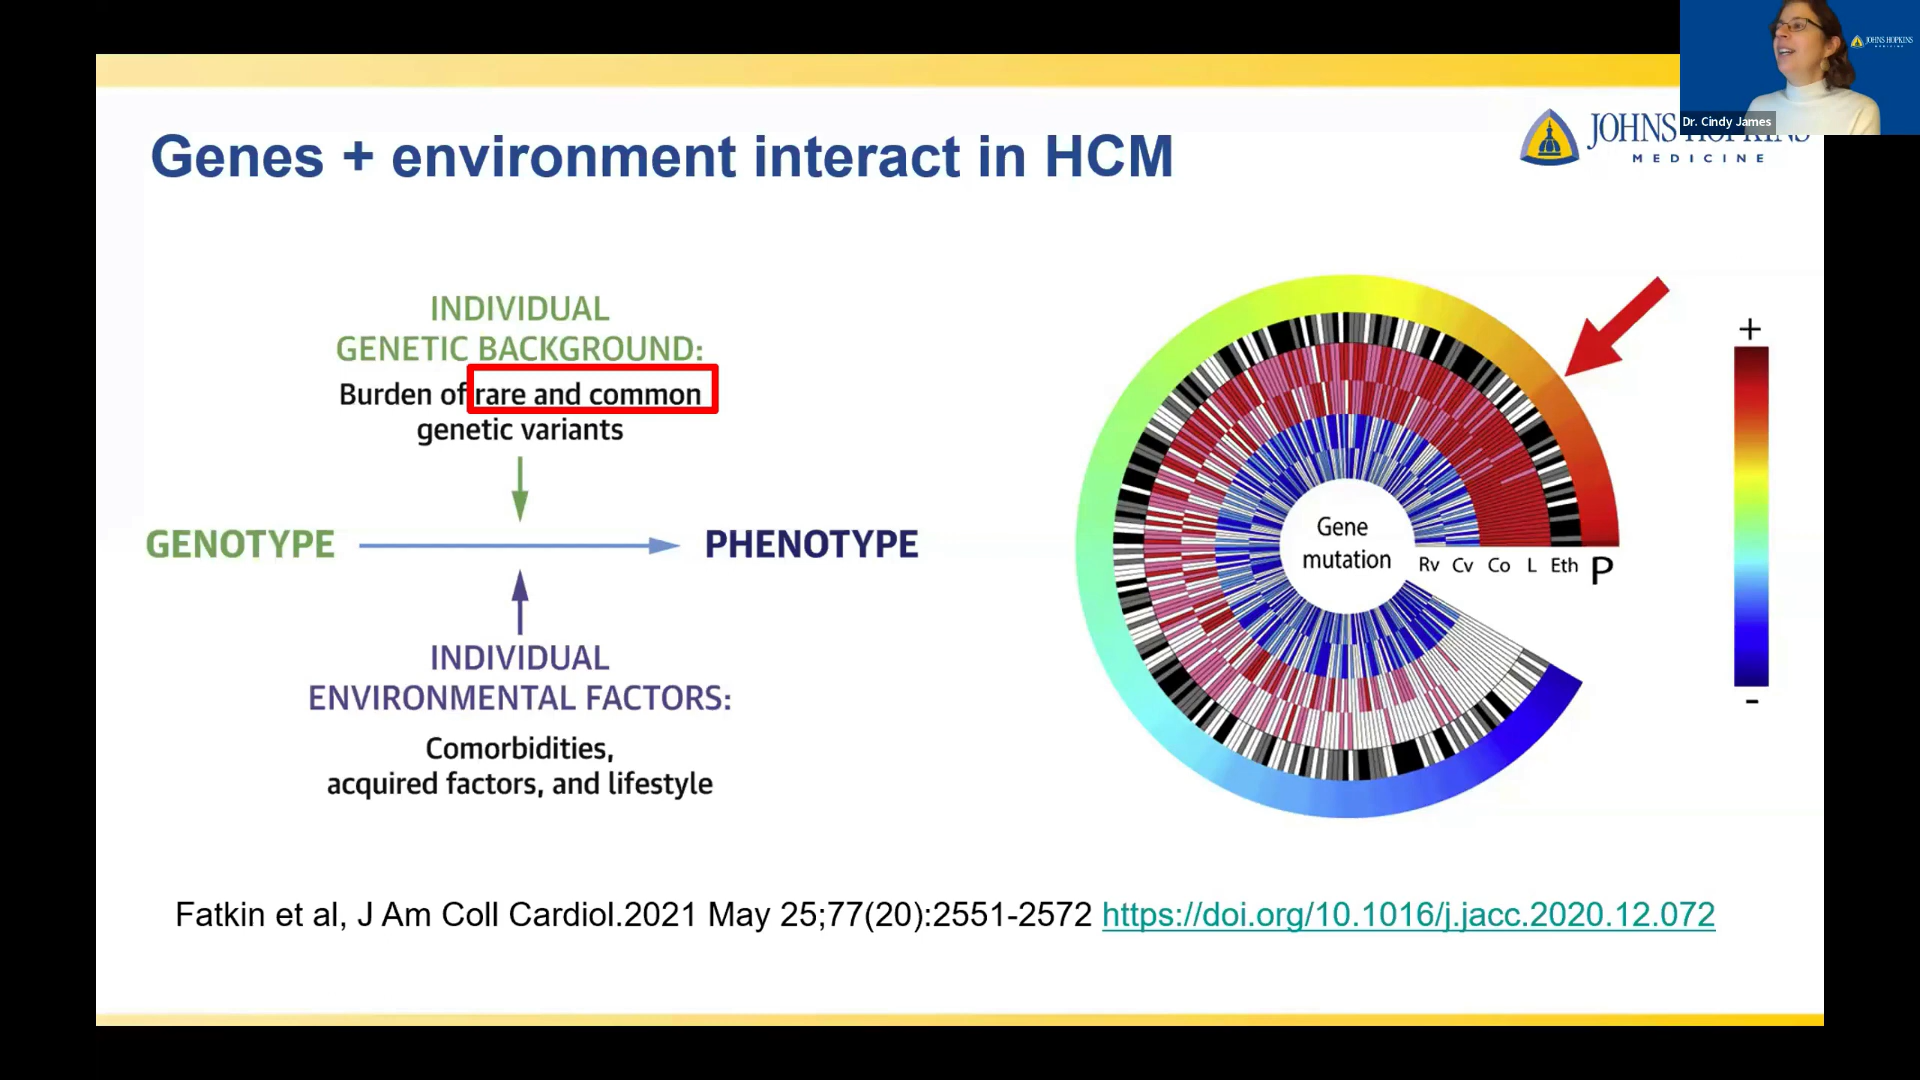 JOHNS HOPKINS
MEDICINE
Dr. Cindy James
Genes + environment interact in HCM
JOHNS HOPKINS
MEDICINE
INDIVIDUAL
GENETIC BACKGROUND:
Burden of rare and common
genetic variants
GENOTYPE
PHENOTYPE
INDIVIDUAL
ENVIRONMENTAL FACTORS:
Comorbidities,
acquired factors, and lifestyle
Gene
mutation
Rv Cv Co L Eth P
+
-
Fatkin et al, J Am Coll Cardiol.2021 May 25;77(20):2551-2572 https://doi.org/10.1016/j.jacc.2020.12.072